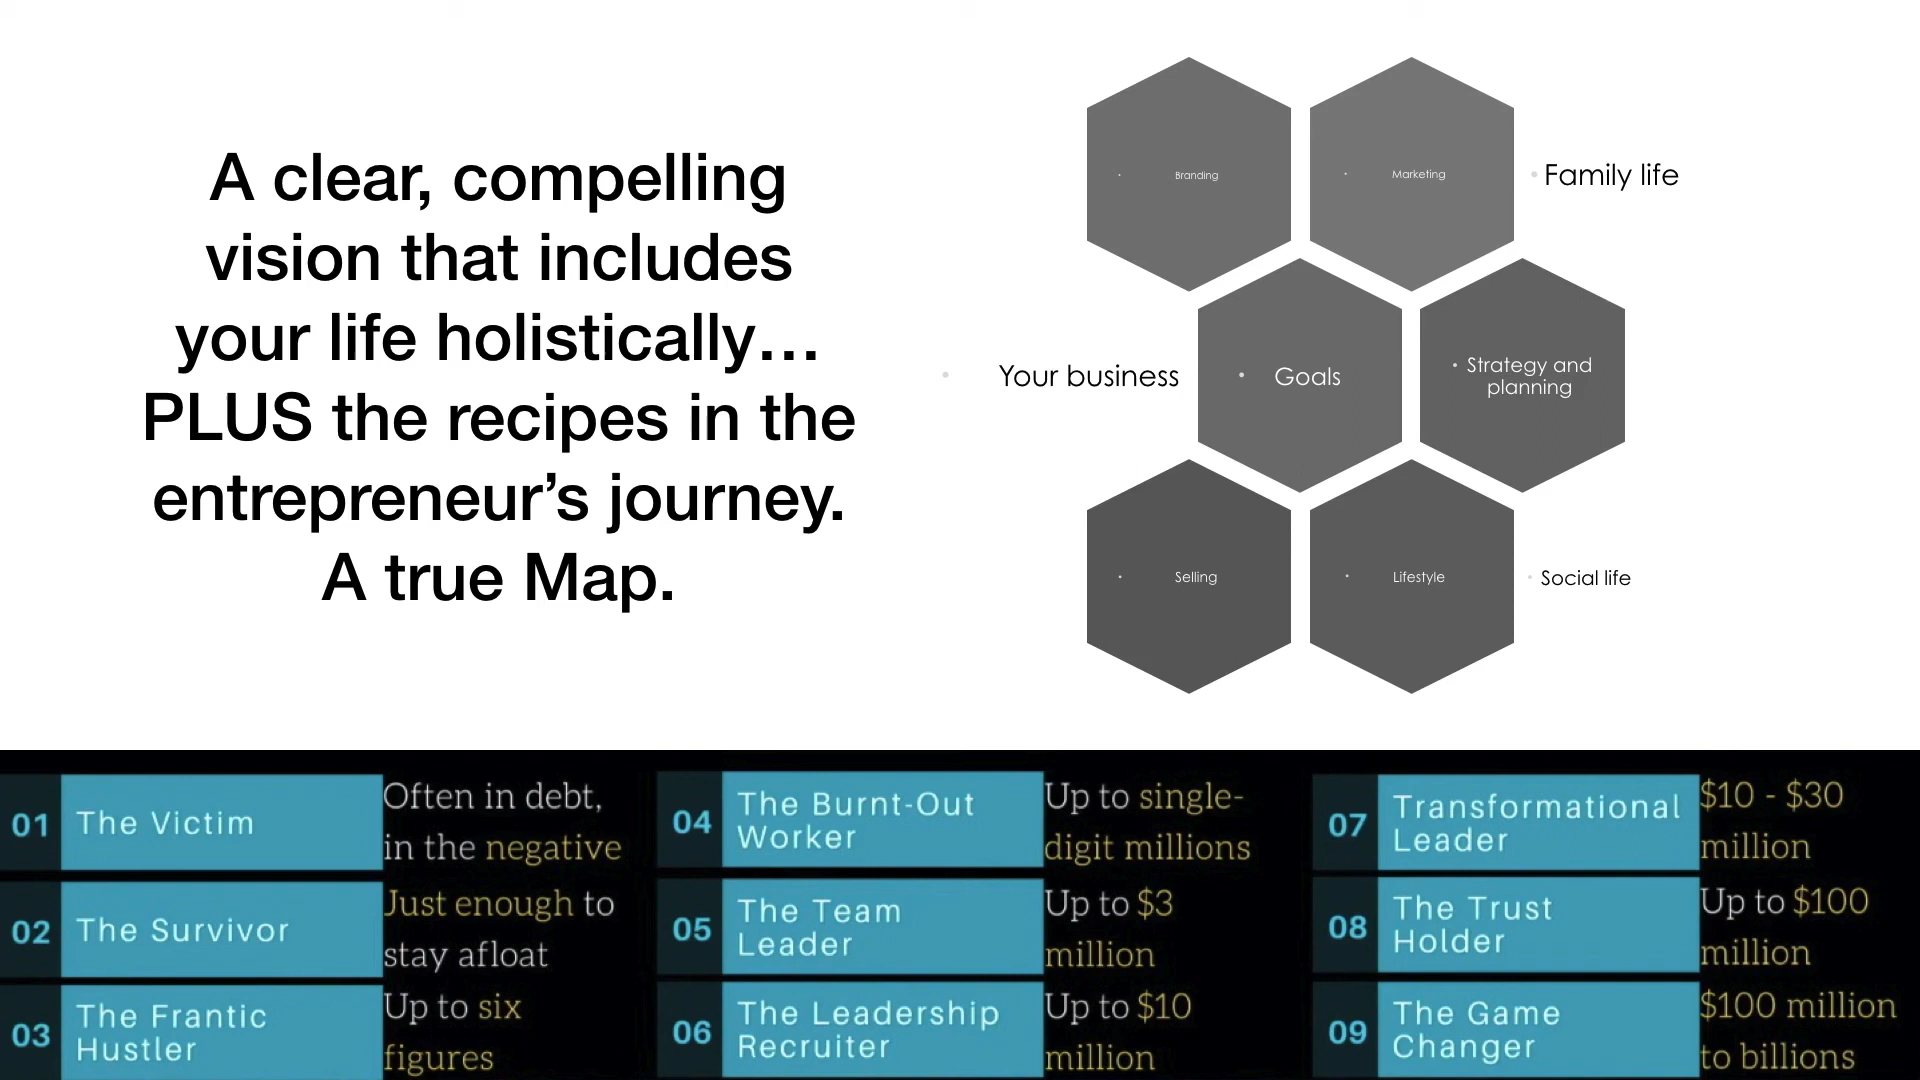 A clear, compelling
vision that includes
your life holistically…
PLUS the recipes in the
entrepreneur’s journey.
A true Map.
• Branding
• Marketing
• Family life
• Your business
• Goals
• Strategy and
planning
• Selling
• Lifestyle
• Social life
01 The Victim
Often in debt,
in the negative
02 The Survivor
Just enough to
stay afloat
03 The Frantic
Hustler
Up to six
figures
04 The Burnt-Out
Worker
Up to single-
digit millions
05 The Team
Leader
Up to $3
million
06 The Leadership
Recruiter
Up to $10
million
07 Transformational
Leader
$10 - $30
million
08 The Trust
Holder
Up to $100
million
09 The Game
Changer
$100 million
to billions